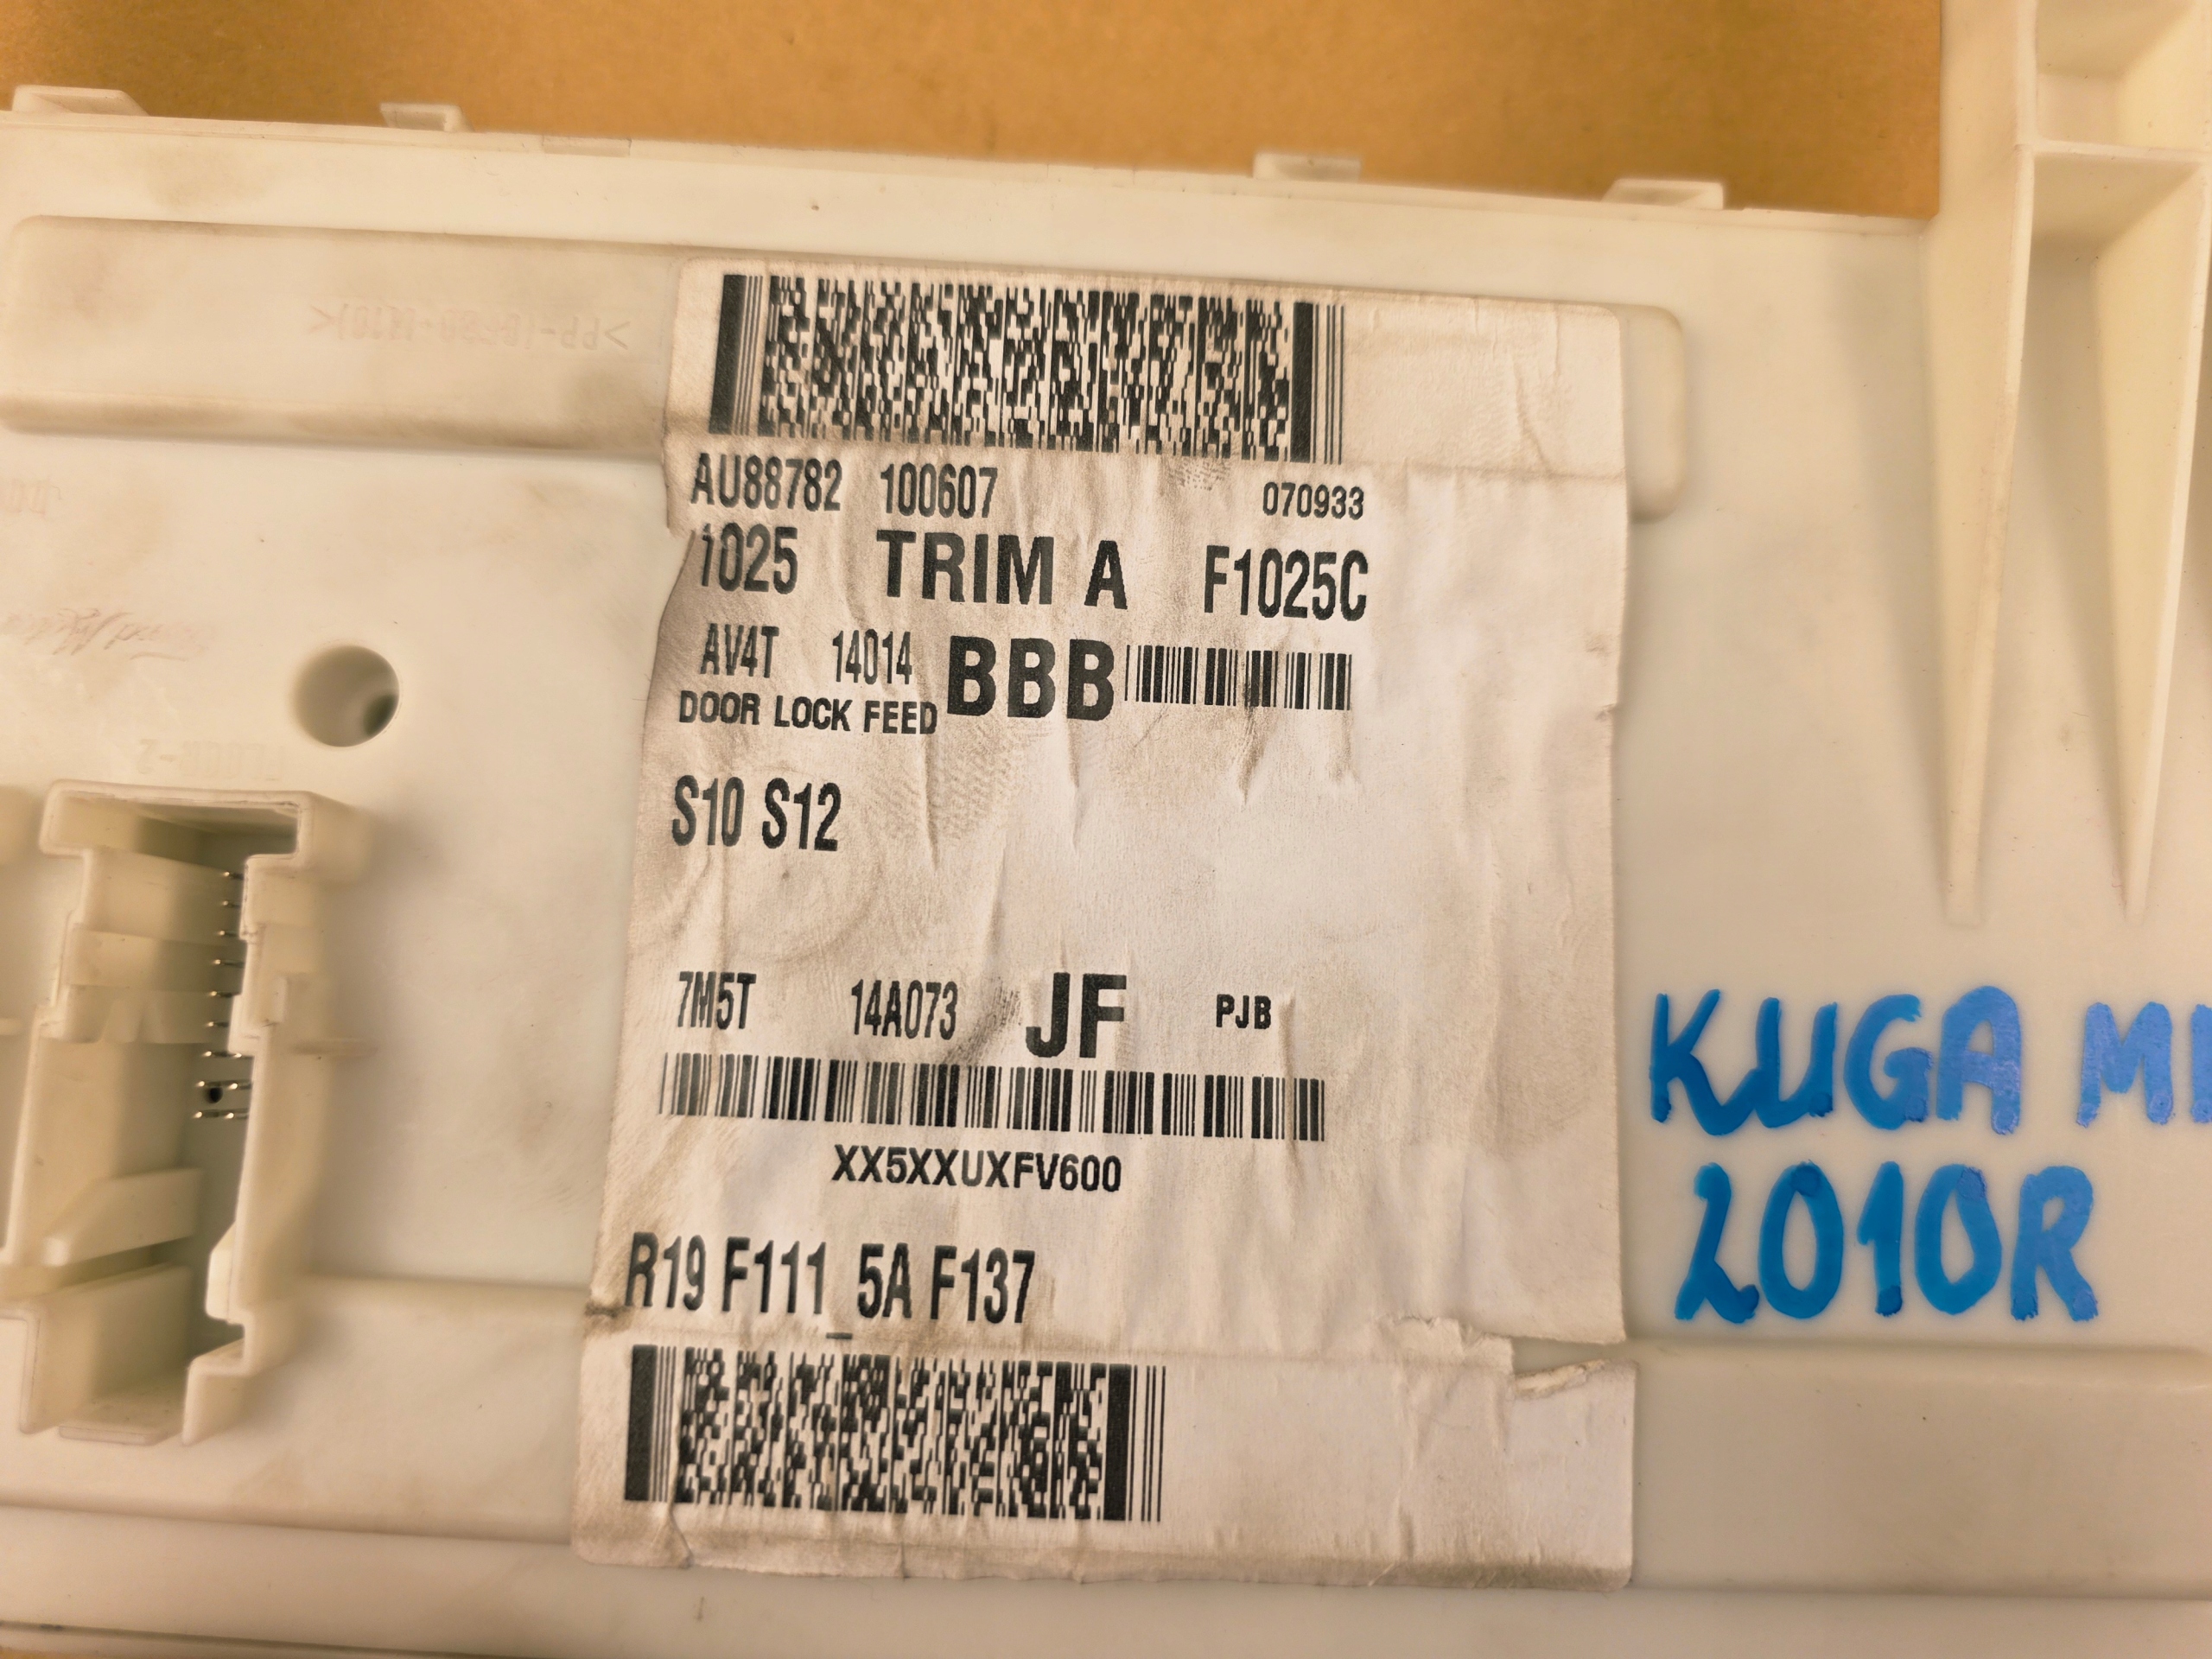 AU88782 100607 070933
1025 TRIM A F1025C
AV4T 14014 BBB
DOOR LOCK FEED
S10 S12
7M5T 14A073 JF PJB
XX5XXUXFV600
R19 F111_5A F137
KUGA
2010R